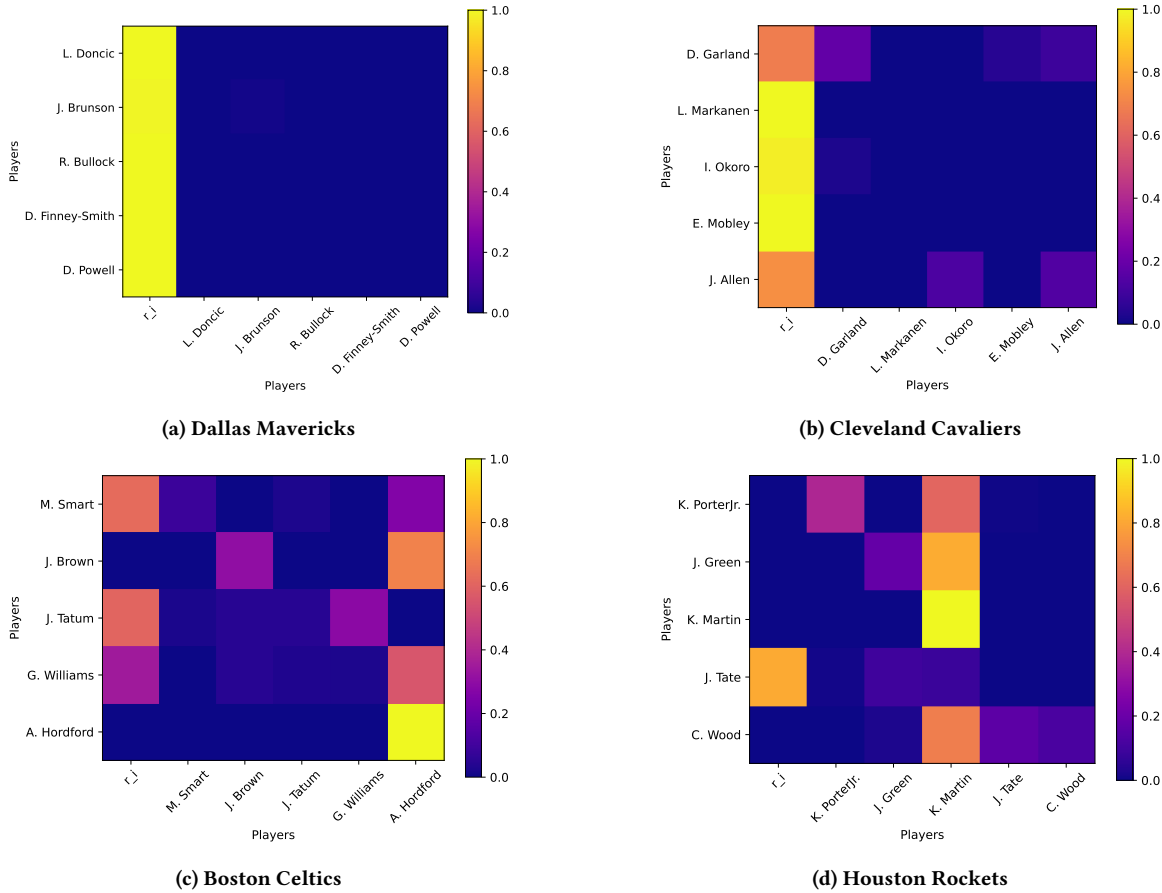 Players
L. Doncic
J. Brunson
R. Bullock
D. Finney-Smith
D. Powell
r_i
L. Doncic
J. Brunson
R. Bullock
D. Finney-Smith
D. Powell
Players
1.0
0.8
0.6
0.4
0.2
0.0
(a) Dallas Mavericks
Players
D. Garland
L. Markanen
I. Okoro
E. Mobley
J. Allen
r_i
D. Garland
L. Markanen
I. Okoro
E. Mobley
J. Allen
Players
1.0
0.8
0.6
0.4
0.2
0.0
(b) Cleveland Cavaliers
Players
M. Smart
J. Brown
J. Tatum
G. Williams
A. Hordford
r_i
M. Smart
J. Brown
J. Tatum
G. Williams
A. Hordford
Players
1.0
0.8
0.6
0.4
0.2
0.0
(c) Boston Celtics
Players
K. PorterJr.
J. Green
K. Martin
J. Tate
C. Wood
r_i
K. PorterJr.
J. Green
K. Martin
J. Tate
C. Wood
Players
1.0
0.8
0.6
0.4
0.2
0.0
(d) Houston Rockets